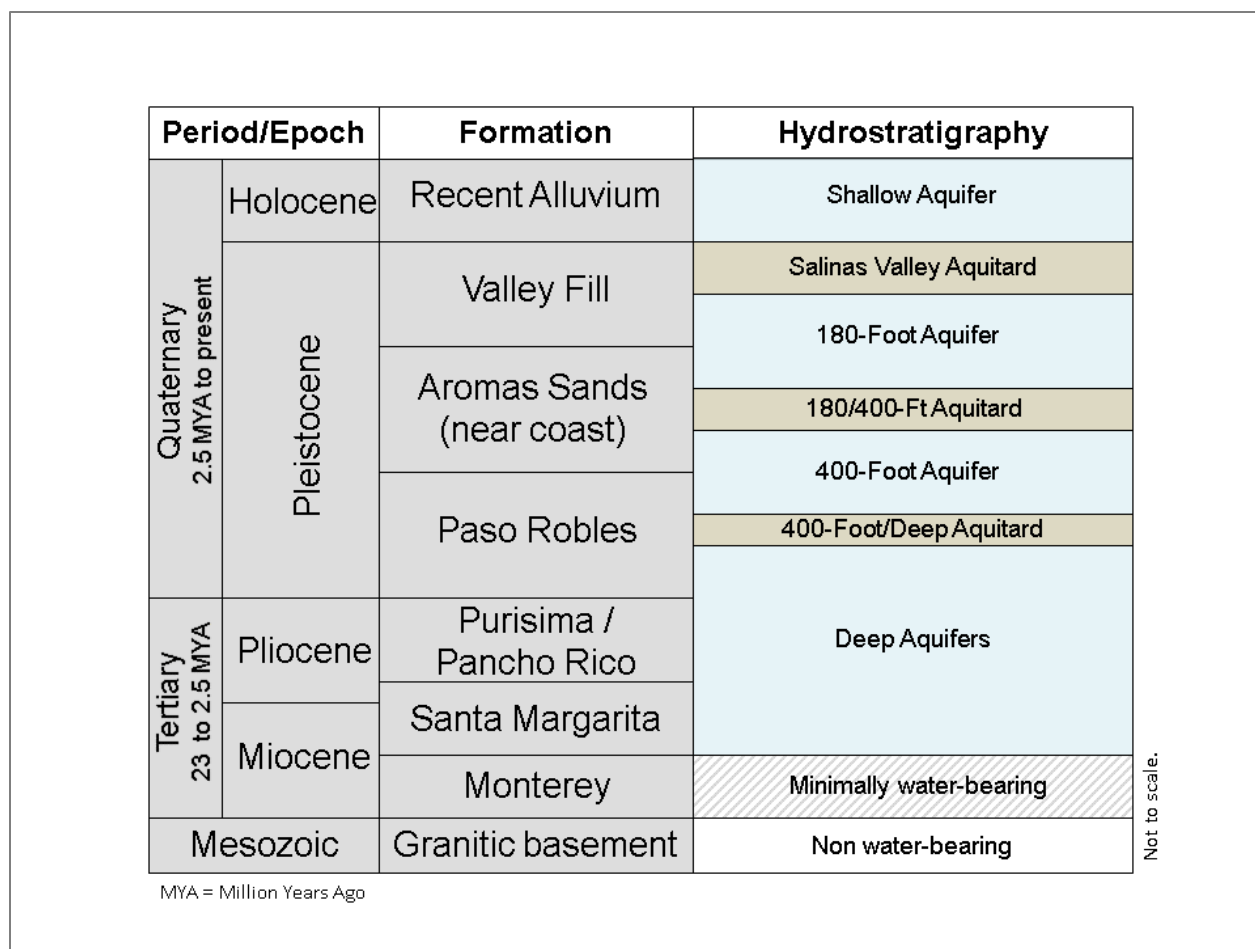 Period/Epoch
Formation
Hydrostratigraphy
Quaternary
2.5 MYA to present
Holocene
Recent Alluvium
Shallow Aquifer
Pleistocene
Valley Fill
Salinas Valley Aquitard
180-Foot Aquifer
Aromas Sands
(near coast)
180/400-Ft Aquitard
400-Foot Aquifer
Paso Robles
400-Foot/Deep Aquitard
Deep Aquifers
Tertiary
23 to 2.5 MYA
Pliocene
Purisima /
Pancho Rico
Santa Margarita
Miocene
Monterey
Minimally water-bearing
Mesozoic
Granitic basement
Non water-bearing
Not to scale.
MYA = Million Years Ago